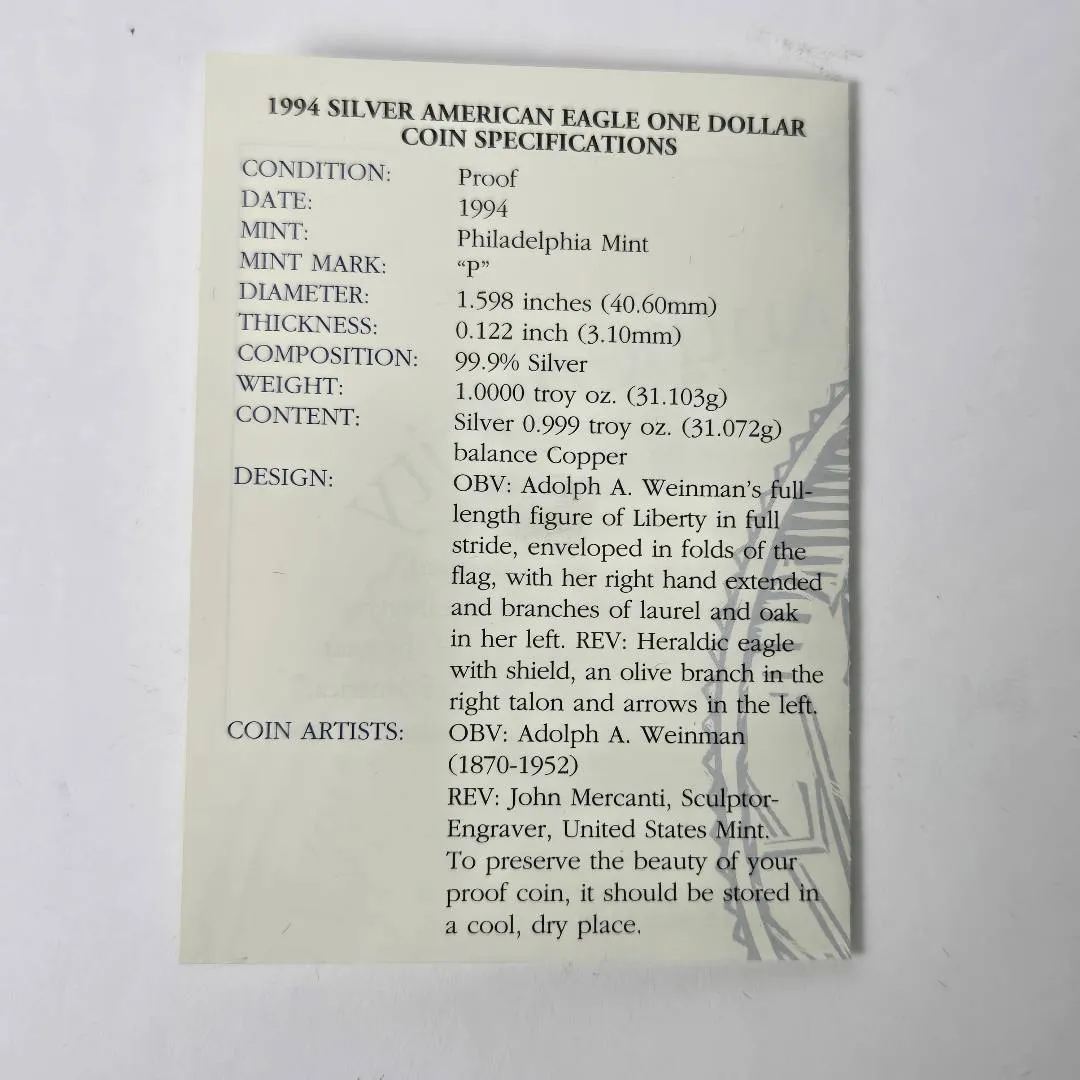 1994 SILVER AMERICAN EAGLE ONE DOLLAR
COIN SPECIFICATIONS
CONDITION: Proof
DATE: 1994
MINT: Philadelphia Mint
MINT MARK: “P”
DIAMETER: 1.598 inches (40.60mm)
THICKNESS: 0.122 inch (3.10mm)
COMPOSITION: 99.9% Silver
WEIGHT: 1.0000 troy oz. (31.103g)
CONTENT: Silver 0.999 troy oz. (31.072g)
balance Copper
DESIGN: OBV: Adolph A. Weinman’s full-
length figure of Liberty in full
stride, enveloped in folds of the
flag, with her right hand extended
and branches of laurel and oak
in her left. REV: Heraldic eagle
with shield, an olive branch in the
right talon and arrows in the left.
COIN ARTISTS: OBV: Adolph A. Weinman
(1870-1952)
REV: John Mercanti, Sculptor-
Engraver, United States Mint.
To preserve the beauty of your
proof coin, it should be stored in
a cool, dry place.